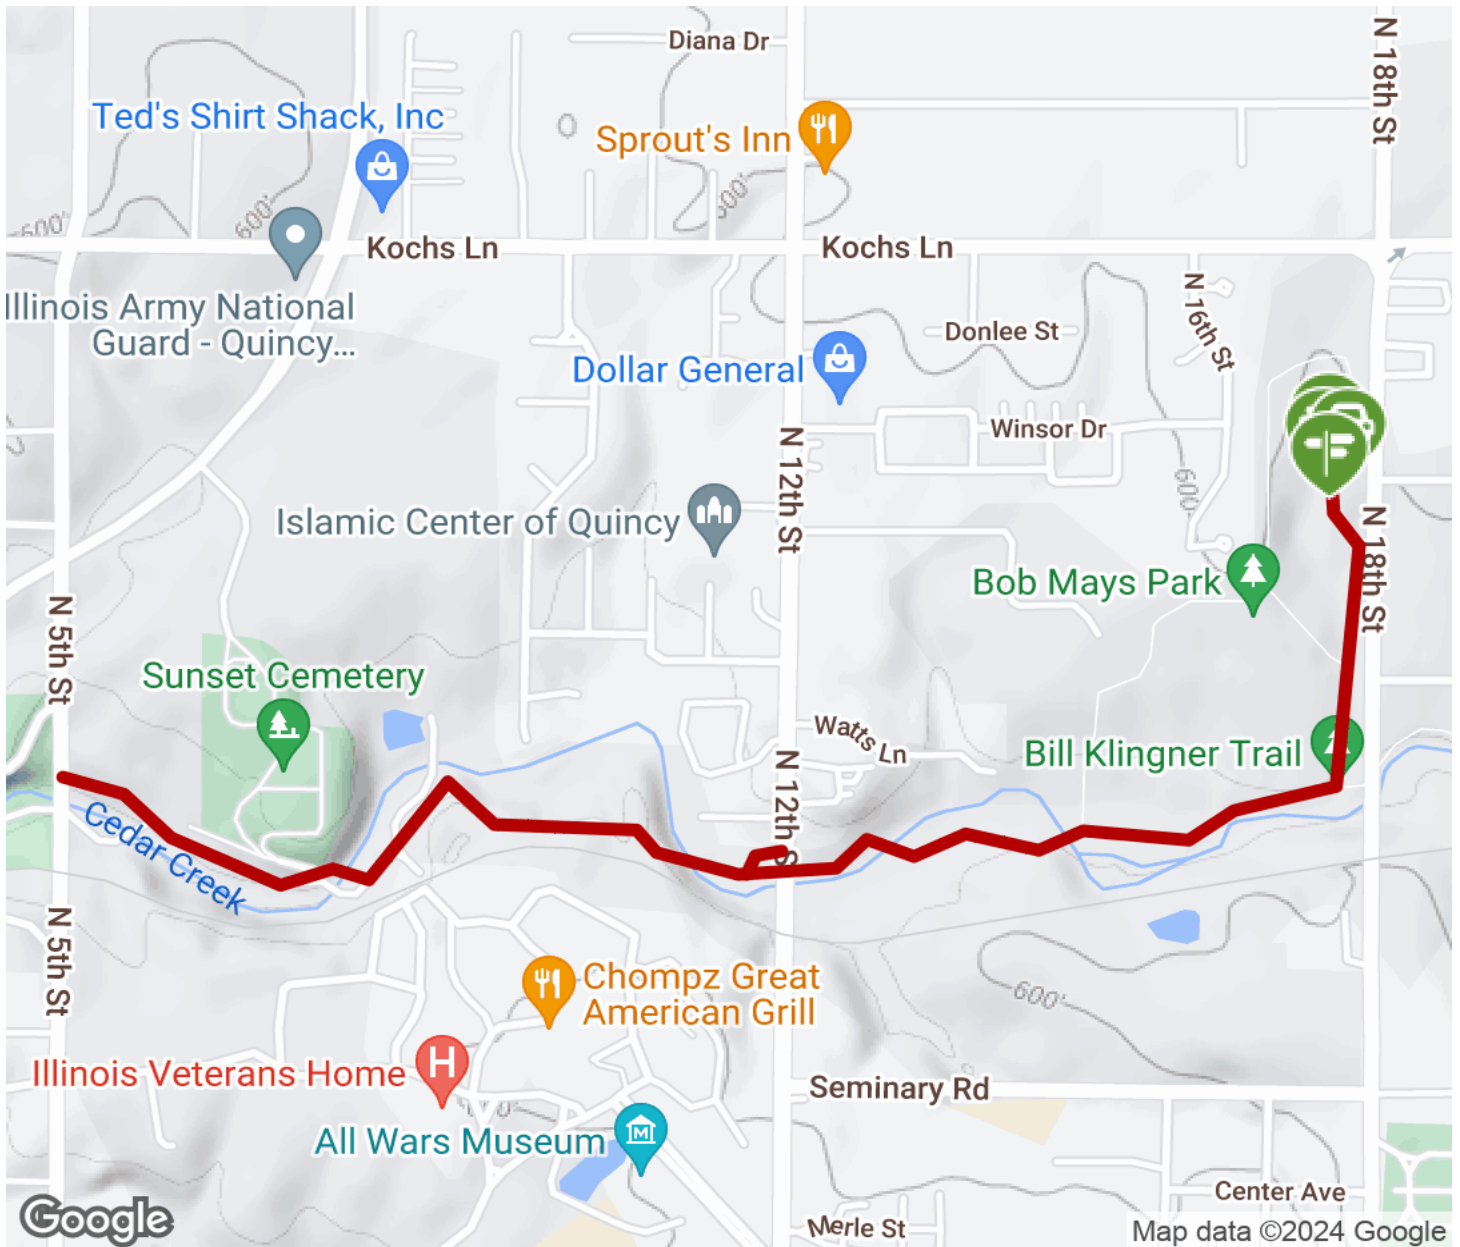 Diana Dr
N 18th St
Ted's Shirt Shack, Inc
Sprout's Inn
600'
600'
600'
Kochs Ln
Kochs Ln
Illinois Army National
Guard - Quincy...
N 16th St
Donlee St
Dollar General
Winsor Dr
N 12th St
600'
Islamic Center of Quincy
N 18th St
Bob Mays Park
N 5th St
Sunset Cemetery
Watts Ln
Bill Klingner Trail
N 12th S
Cedar Creek
N 5th St
Chompz Great
American Grill
600'
H
Illinois Veterans Home
Seminary Rd
All Wars Museum
M
Center Ave
Merle St
Google
Map data ©2024 Google